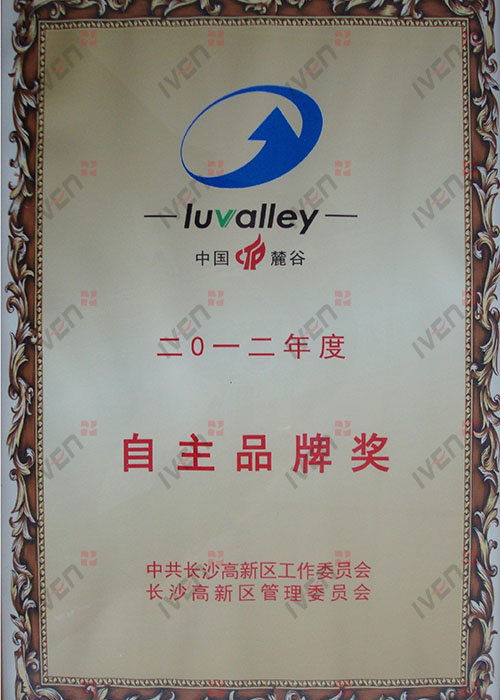 luvalley
中国 麓谷
二0一二年度
自主品牌奖
中共长沙高新区工作委员会
长沙高新区管理委员会
IVEN